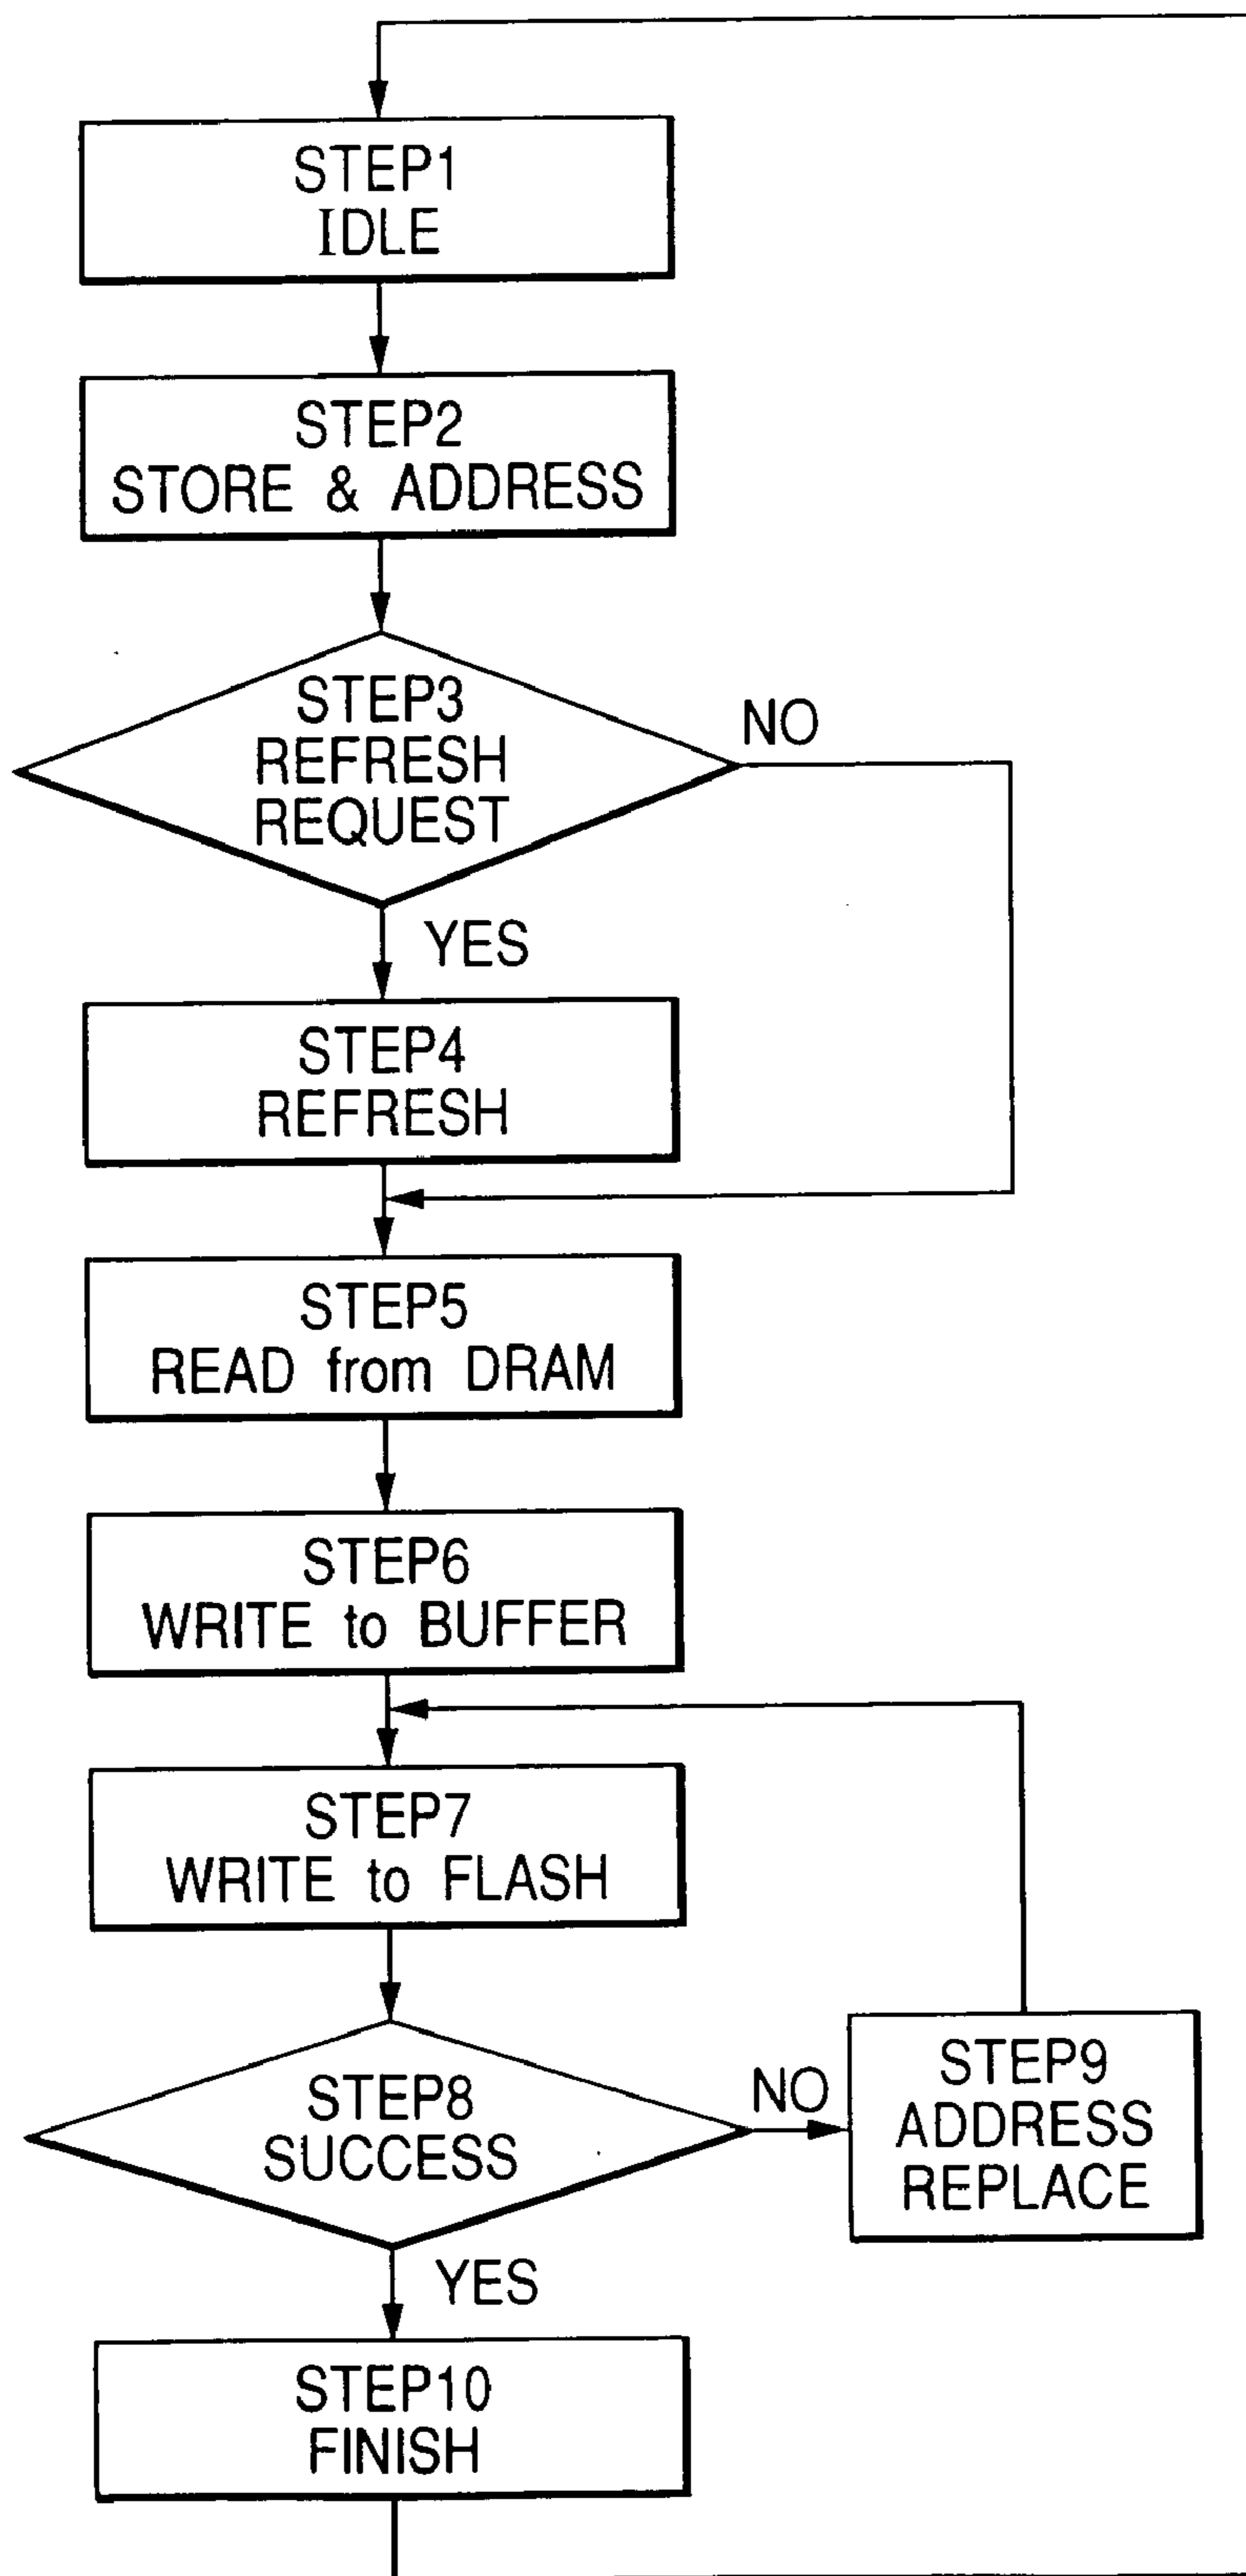 STEP1
IDLE
STEP2
STORE & ADDRESS
STEP3
REFRESH
REQUEST
NO
YES
STEP4
REFRESH
STEP5
READ from DRAM
STEP6
WRITE to BUFFER
STEP7
WRITE to FLASH
STEP8
SUCCESS
NO
STEP9
ADDRESS
REPLACE
YES
STEP10
FINISH